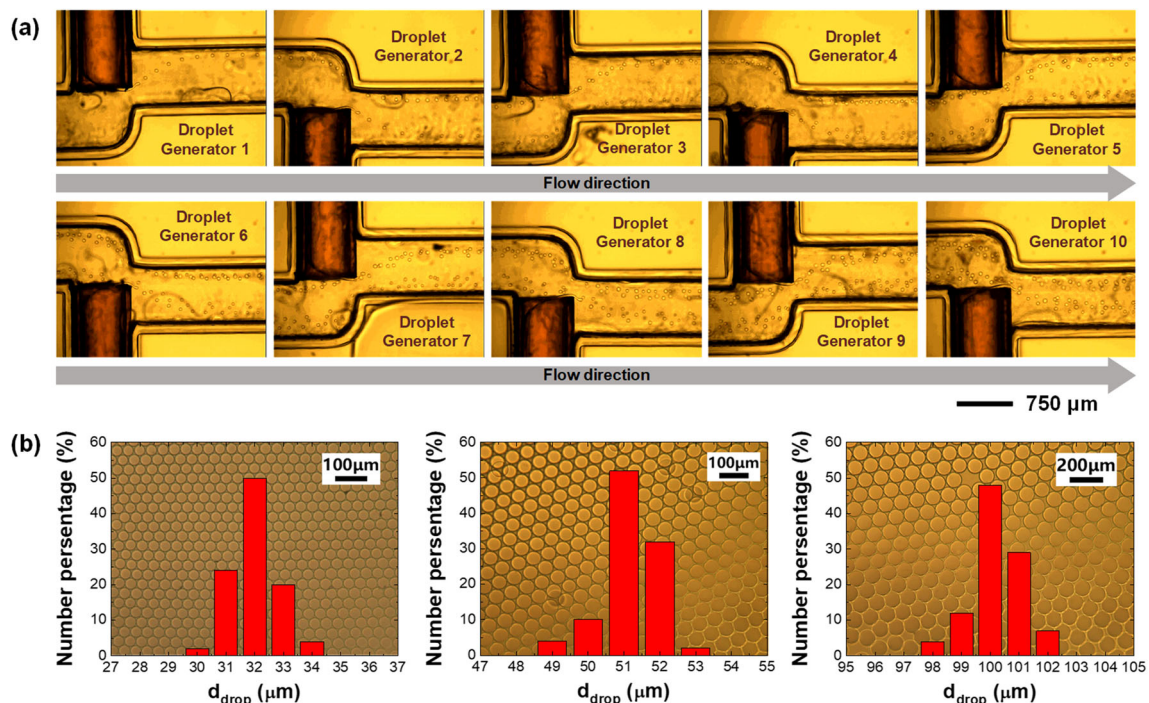 (a)
Droplet
Generator 1
Droplet
Generator 2
Droplet
Generator 3
Droplet
Generator 4
Droplet
Generator 5
Flow direction
Droplet
Generator 6
Droplet
Generator 7
Droplet
Generator 8
Droplet
Generator 9
Droplet
Generator 10
Flow direction
750 μm
(b)
Number persentage (%)
60
50
40
30
20
10
0
100μm
27 28 29 30 31 32 33 34 35 36 37
d_drop (μm)
Number persentage (%)
60
50
40
30
20
10
0
100μm
47 48 49 50 51 52 53 54 55
d_drop (μm)
Number persentage (%)
60
50
40
30
20
10
0
200μm
95 96 97 98 99 100 101 102 103 104 105
d_drop (μm)